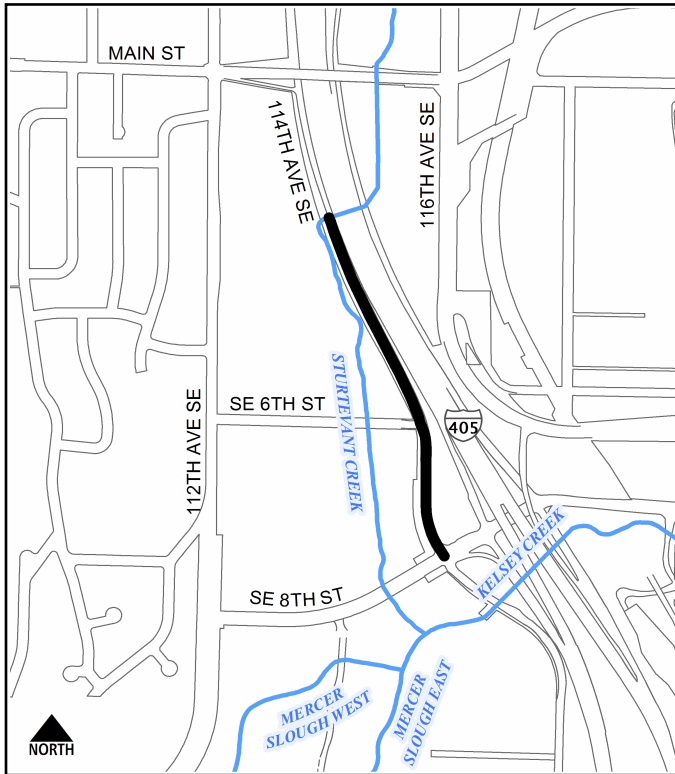 MAIN ST
114TH AVE SE
116TH AVE SE
STURTEVANT CREEK
112TH AVE SE
SE 6TH ST
405
KELSEY CREEK
SE 8TH ST
MERCER
SLOUGH WEST
MERCER
SLOUGH EAST
NORTH